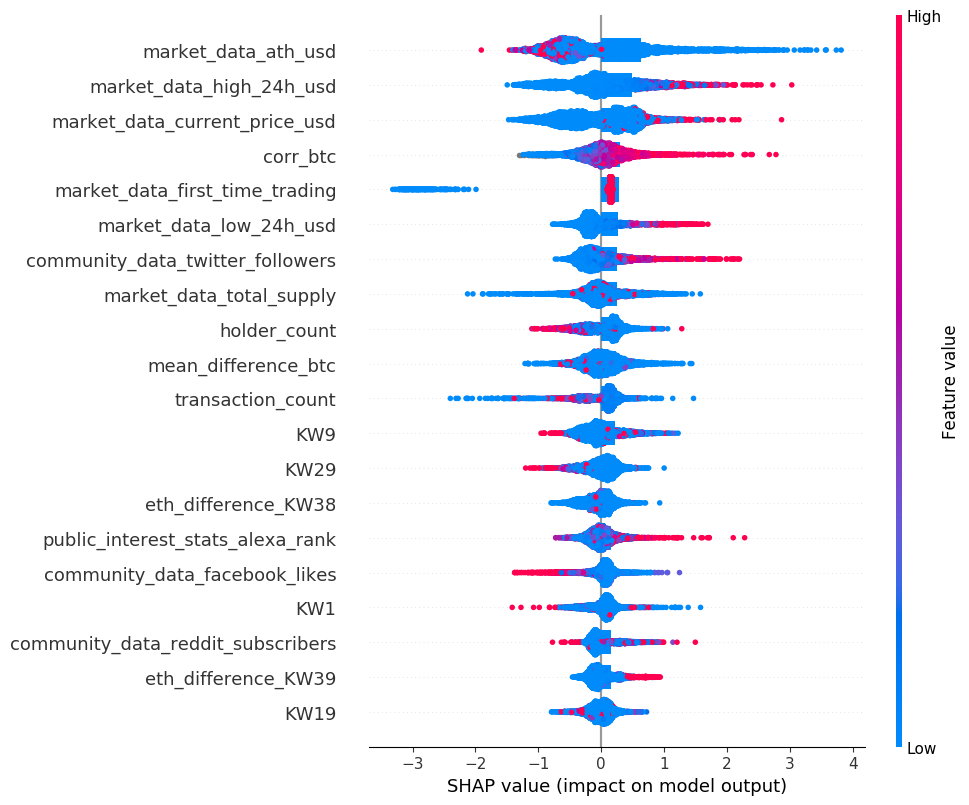 High
market_data_ath_usd
market_data_high_24h_usd
market_data_current_price_usd
corr_btc
market_data_first_time_trading
market_data_low_24h_usd
community_data_twitter_followers
market_data_total_supply
holder_count
mean_difference_btc
transaction_count
KW9
KW29
eth_difference_KW38
public_interest_stats_alexa_rank
community_data_facebook_likes
KW1
community_data_reddit_subscribers
eth_difference_KW39
KW19
Feature value
Low
−3 −2 −1 0 1 2 3 4
SHAP value (impact on model output)